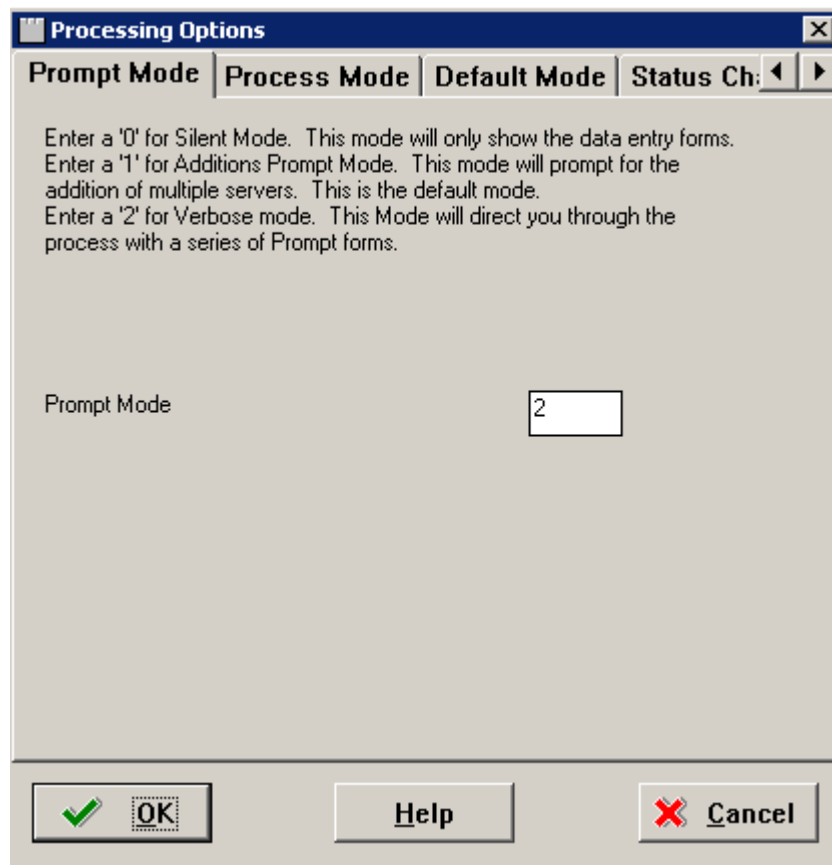 Processing Options
Prompt Mode Process Mode Default Mode Status Ch
Enter a '0' for Silent Mode. This mode will only show the data entry forms.
Enter a '1' for Additions Prompt Mode. This mode will prompt for the
addition of multiple servers. This is the default mode.
Enter a '2' for Verbose mode. This Mode will direct you through the
process with a series of Prompt forms.
Prompt Mode 2
OK Help Cancel